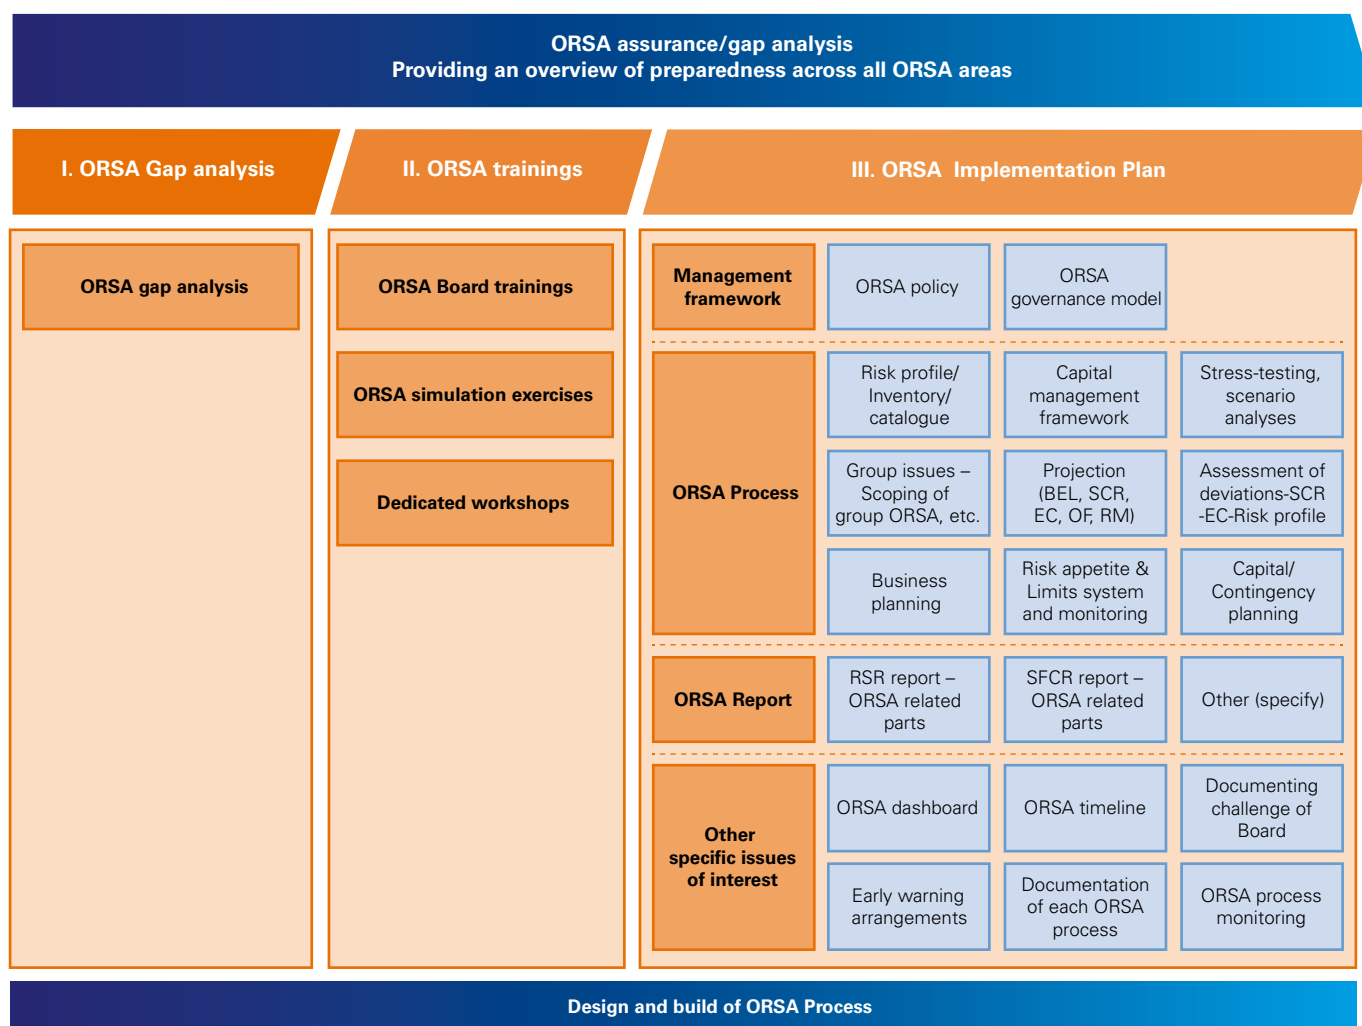 ORSA assurance/gap analysis
Providing an overview of preparedness across all ORSA areas
I. ORSA Gap analysis
II. ORSA trainings
III. ORSA Implementation Plan
ORSA gap analysis
ORSA Board trainings
ORSA simulation exercises
Dedicated workshops
Management
framework
ORSA policy
ORSA
governance model
ORSA Process
Risk profile/
Inventory/
catalogue
Capital
management
framework
Stress-testing,
scenario
analyses
Group issues –
Scoping of
group ORSA, etc.
Projection
(BEL, SCR,
EC, OF, RM)
Assessment of
deviations-SCR
-EC-Risk profile
Business
planning
Risk appetite &
Limits system
and monitoring
Capital/
Contingency
planning
ORSA Report
RSR report –
ORSA related
parts
SFCR report –
ORSA related
parts
Other (specify)
Other
specific issues
of interest
ORSA dashboard
ORSA timeline
Documenting
challenge of
Board
Early warning
arrangements
Documentation
of each ORSA
process
ORSA process
monitoring
Design and build of ORSA Process